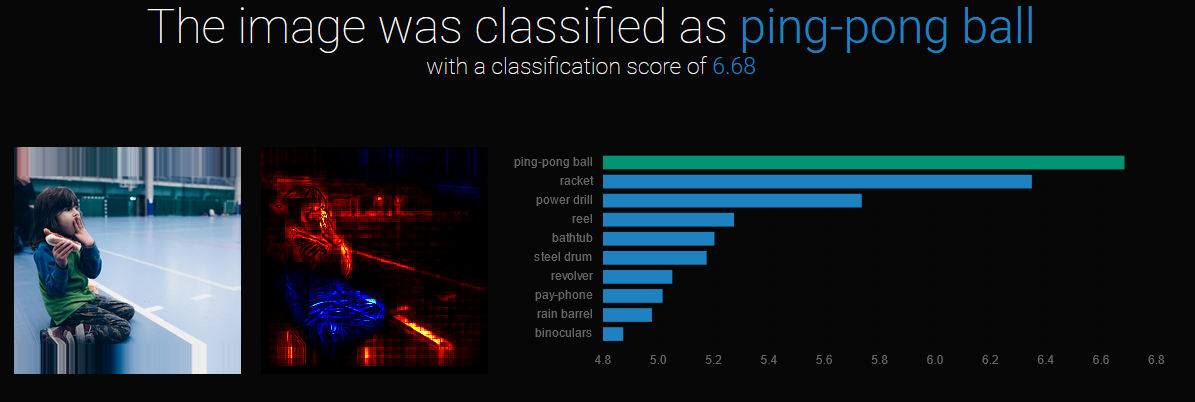 The image was classified as ping-pong ball
with a classification score of 6.68
ping-pong ball
racket
power drill
reel
bathtub
steel drum
revolver
pay-phone
rain barrel
binoculars
4.8 5.0 5.2 5.4 5.6 5.8 6.0 6.2 6.4 6.6 6.8